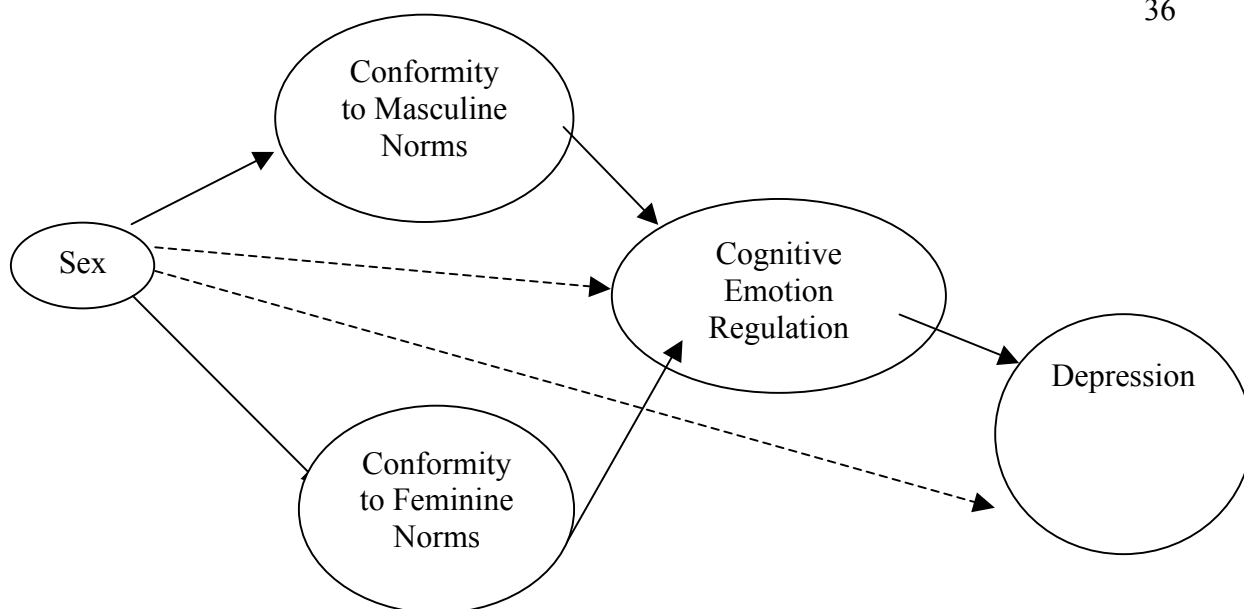 36
Conformity
to Masculine
Norms
Sex
Cognitive
Emotion
Regulation
Depression
Conformity
to Feminine
Norms